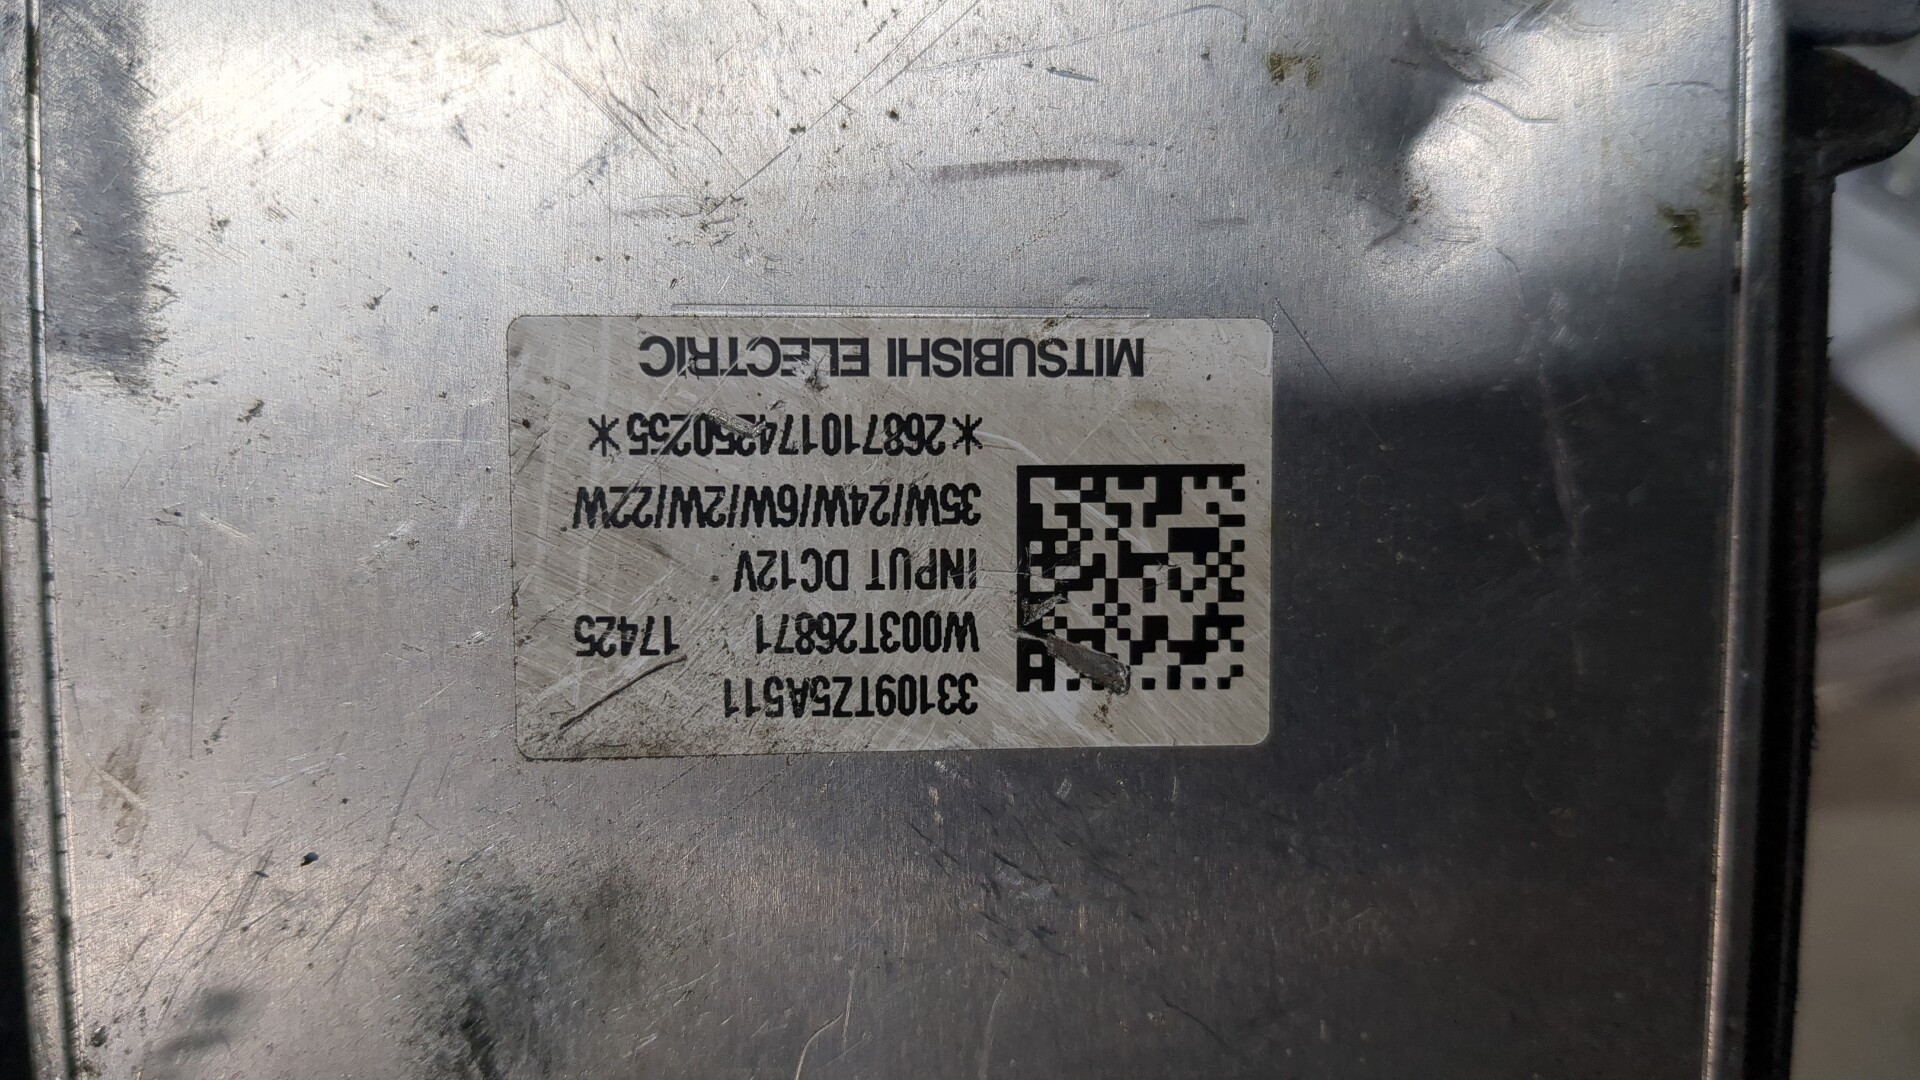 33109TZ5A511
W003T26871 17425
INPUT DC12V
35W/24W/6W/2W/22W
*268710174250255*
MITSUBISHI ELECTRIC